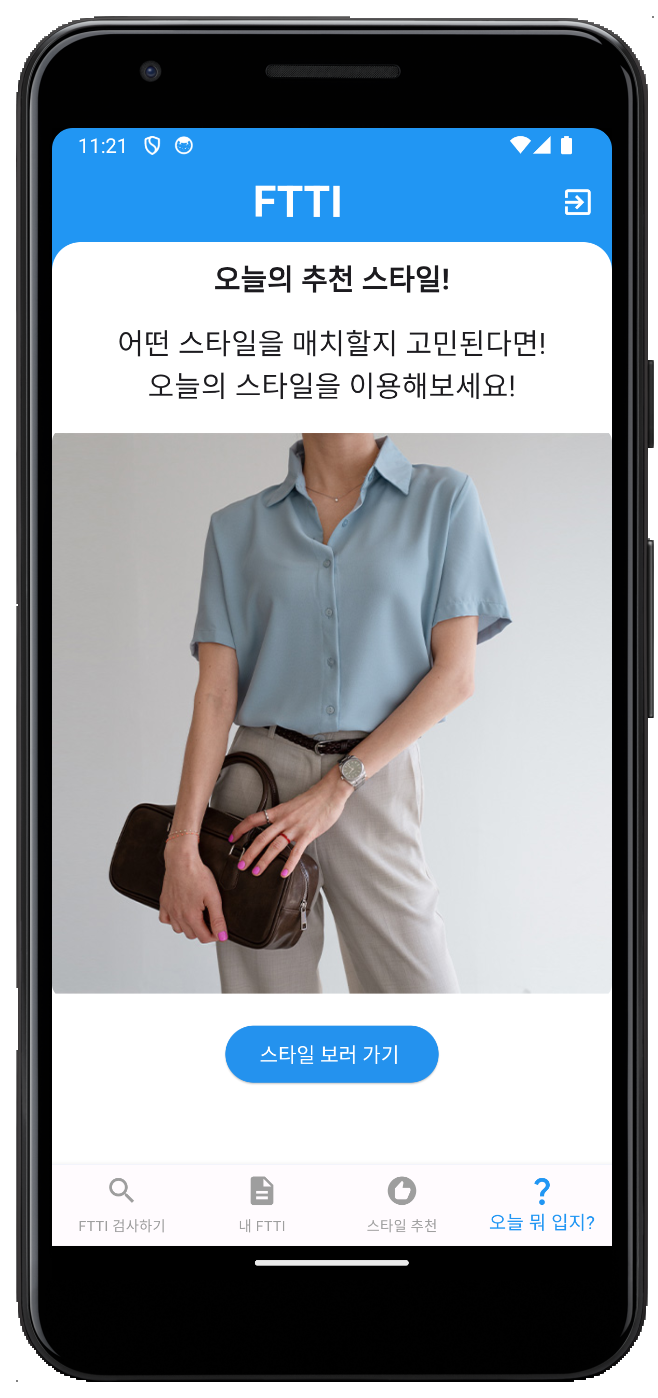 11:21
FTTI
오늘의 추천 스타일!
어떤 스타일을 매치할지 고민된다면!
오늘의 스타일을 이용해보세요!
스타일 보러 가기
FTTI 검사하기
내 FTTI
스타일 추천
오늘 뭐 입지?